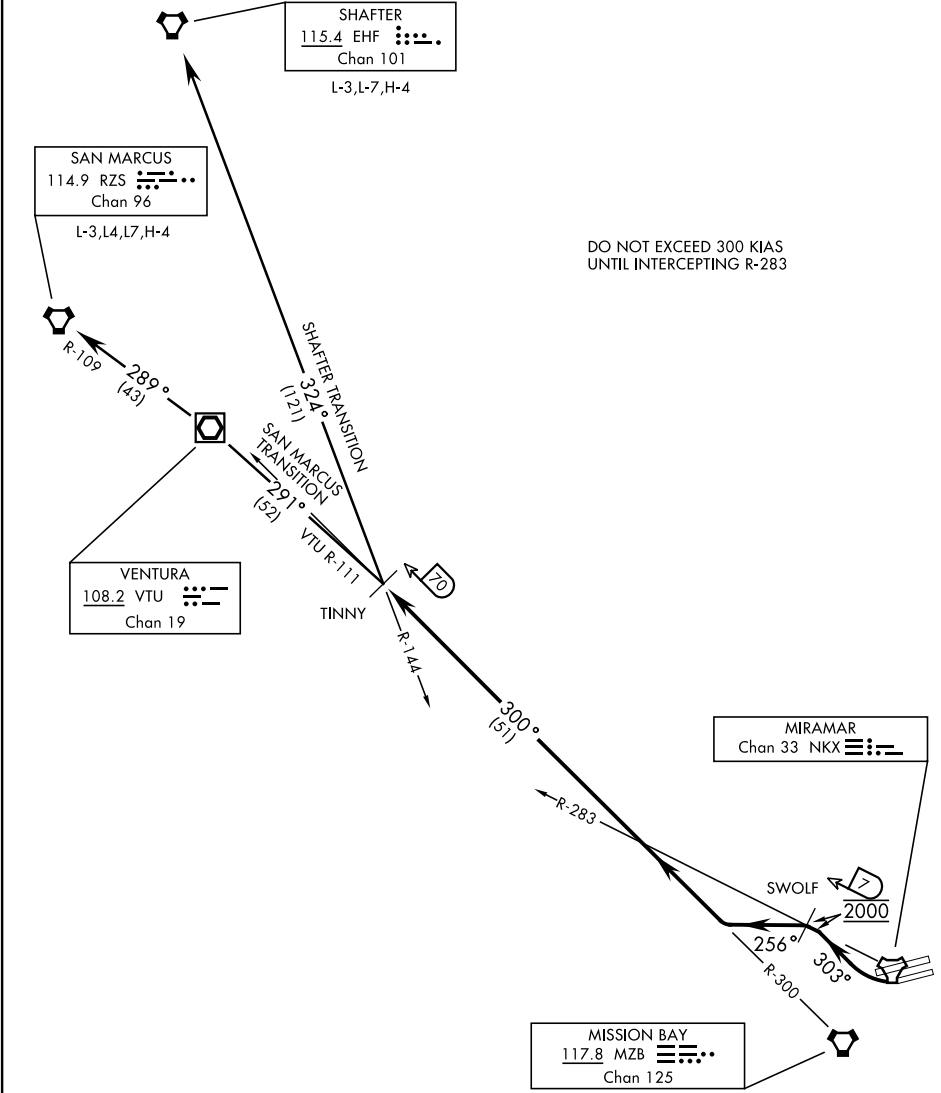 SHAFTER
115.4 EHF
Chan 101
L-3,L-7,H-4
SAN MARCUS
114.9 RZS
Chan 96
L-3,L4,L7,H-4
DO NOT EXCEED 300 KIAS
UNTIL INTERCEPTING R-283
SHAFTER TRANSITION
324°
(121)
R-109
289°
(43)
SAN MARCUS
TRANSITION
291°
(52)
VTU R-111
VENTURA
108.2 VTU
Chan 19
TINNY
70
R-144
300°
(51)
MIRAMAR
Chan 33 NKX
R-283
SWOLF
7
2000
256°
303°
R-300
MISSION BAY
117.8 MZB
Chan 125